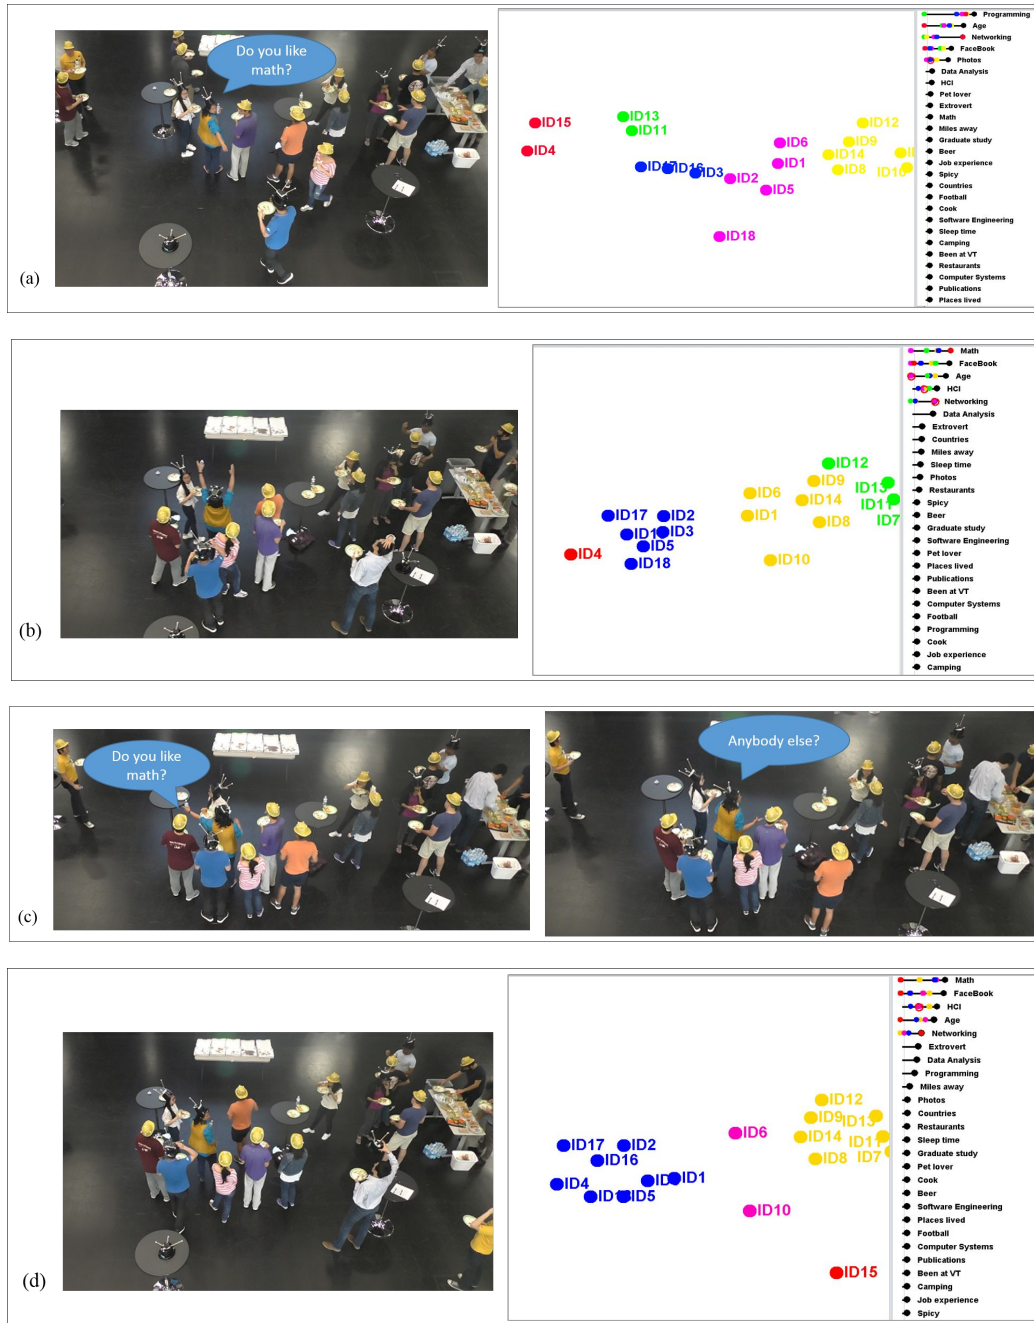 Do you like
math?
ID15
ID13
ID11
ID4
ID17
ID16
ID3
ID2
ID6
ID1
ID5
ID18
ID12
ID9
ID14
ID8
ID10
Programming
Age
Networking
FaceBook
Photos
Data Analysis
HCI
Pet lover
Extrovert
Math
Miles away
Graduate study
Beer
Job experience
Spicy
Countries
Football
Cook
Software Engineering
Sleep time
Camping
Been at VT
Restaurants
Computer Systems
Publications
Places lived
(a)
ID12
ID9
ID13
ID6
ID14
ID11
ID17
ID2
ID1
ID8
ID7
ID1
ID3
ID5
ID4
ID18
ID10
Math
FaceBook
Age
HCI
Networking
Data Analysis
Extrovert
Countries
Miles away
Sleep time
Photos
Restaurants
Spicy
Beer
Graduate study
Software Engineering
Pet lover
Places lived
Publications
Been at VT
Computer Systems
Football
Programming
Cook
Job experience
Camping
(b)
Do you like
math?
Anybody else?
(c)
ID12
ID9
ID13
ID6
ID14
ID11
ID17
ID2
ID8
ID7
ID16
ID4
ID1
ID5
ID10
ID15
Math
FaceBook
HCI
Age
Networking
Extrovert
Data Analysis
Programming
Miles away
Photos
Countries
Restaurants
Sleep time
Graduate study
Pet lover
Cook
Beer
Software Engineering
Places lived
Football
Computer Systems
Publications
Been at VT
Camping
Job experience
Spicy
(d)